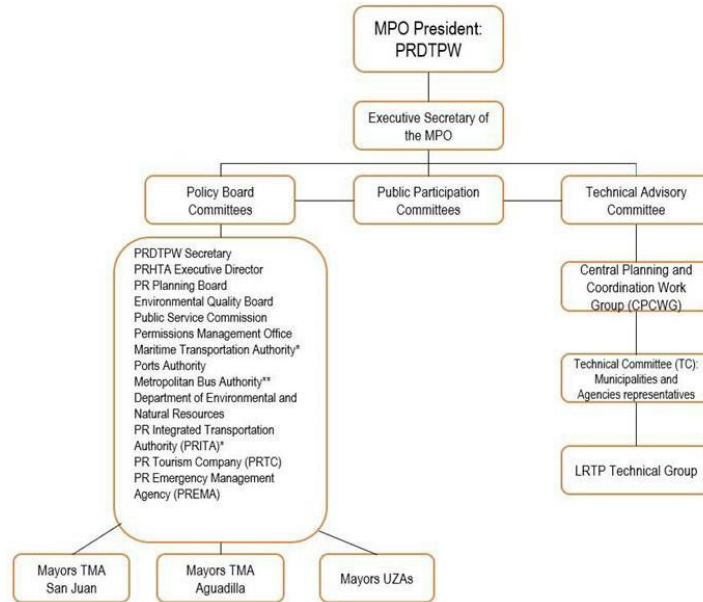 MPO President:
PRDTPW
Executive Secretary of
the MPO
Policy Board
Committees
Public Participation
Committees
Technical Advisory
Committee
PRDTPW Secretary
PRHTA Executive Director
PR Planning Board
Environmental Quality Board
Public Service Commission
Permissions Management Office
Maritime Transportation Authority*
Ports Authority
Metropolitan Bus Authority**
Department of Environmental and
Natural Resources
PR Integrated Transportation
Authority (PRITA)*
PR Tourism Company (PRTC)
PR Emergency Management
Agency (PREMA)
Central Planning and
Coordination Work
Group (CPCWG)
Technical Committee (TC):
Municipalities and
Agencies representatives
LRTP Technical Group
Mayors TMA
San Juan
Mayors TMA
Aguadilla
Mayors UZAs